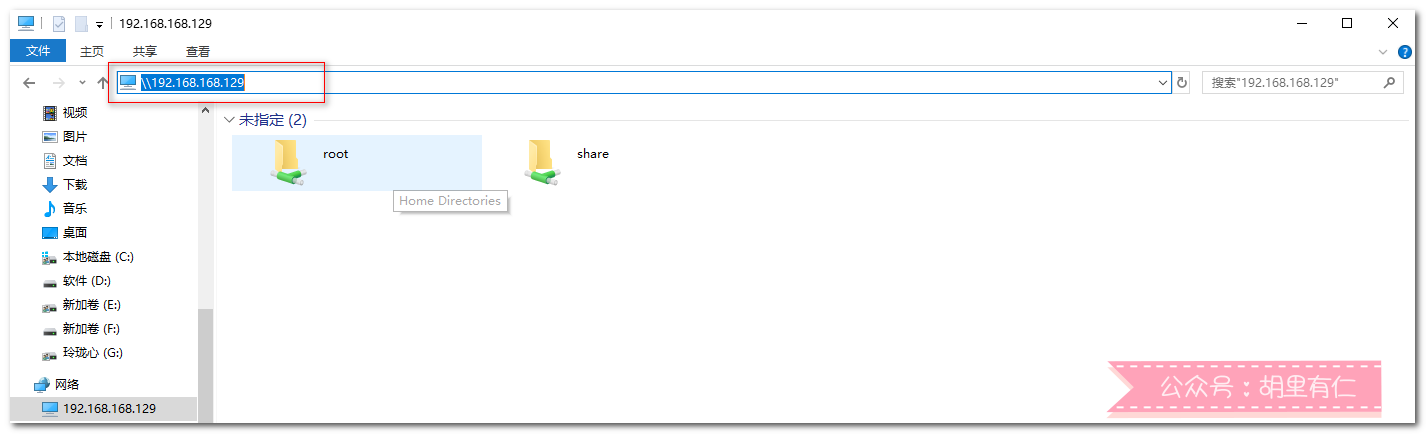 192.168.168.129
文件 主页 共享 查看
\\192.168.168.129 搜索"192.168.168.129"
视频
图片
文档
下载
音乐
桌面
本地磁盘 (C:)
软件 (D:)
新加卷 (E:)
新加卷 (F:)
玲珑心 (G:)
网络
192.168.168.129
未指定 (2)
root share
Home Directories
公众号:胡里有仁